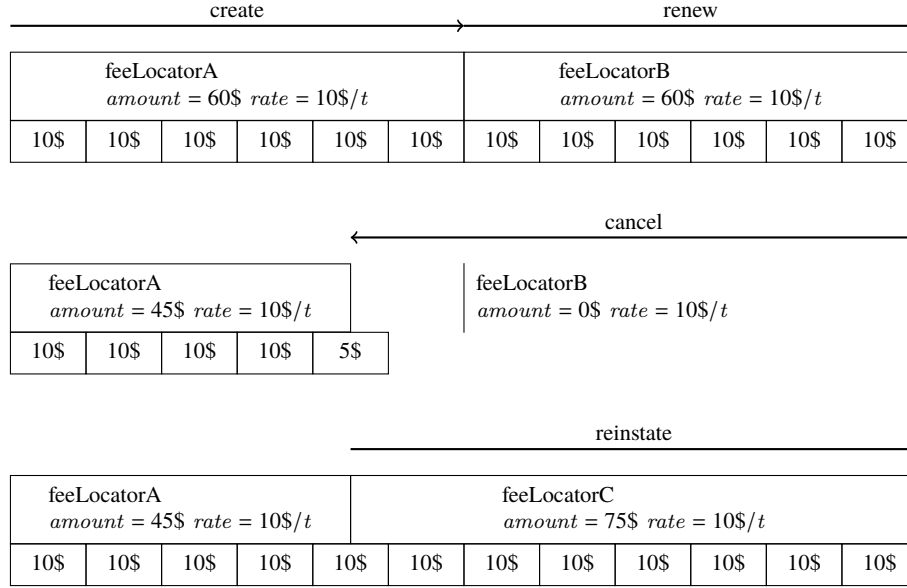 create renew
feeLocatorA feeLocatorB
amount = 60$ rate = 10$/t amount = 60$ rate = 10$/t
10$ 10$ 10$ 10$ 10$ 10$ 10$ 10$ 10$ 10$ 10$ 10$
cancel
feeLocatorA feeLocatorB
amount = 45$ rate = 10$/t amount = 0$ rate = 10$/t
10$ 10$ 10$ 10$ 5$
reinstate
feeLocatorA feeLocatorC
amount = 45$ rate = 10$/t amount = 75$ rate = 10$/t
10$ 10$ 10$ 10$ 10$ 10$ 10$ 10$ 10$ 10$ 10$ 10$